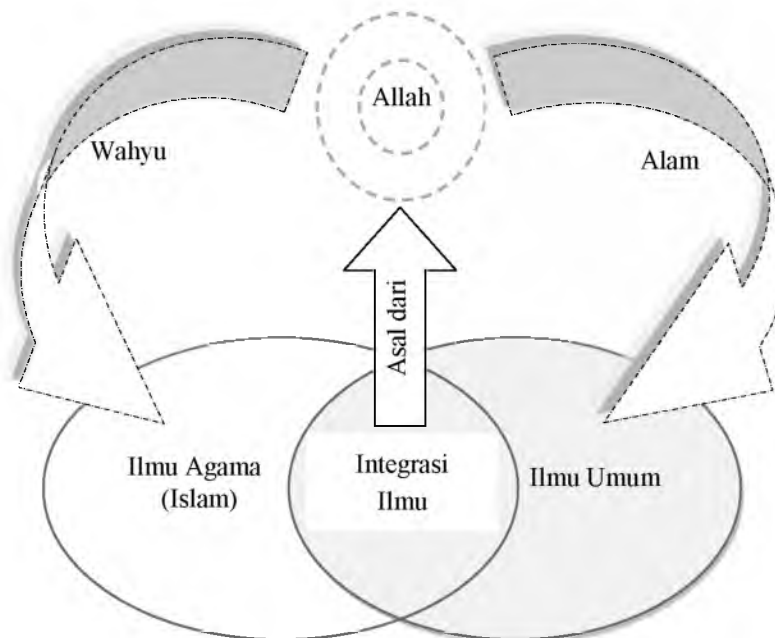 Allah
Wahyu
Alam
Asal dari
Ilmu Agama
(Islam)
Integrasi
Ilmu
Ilmu Umum